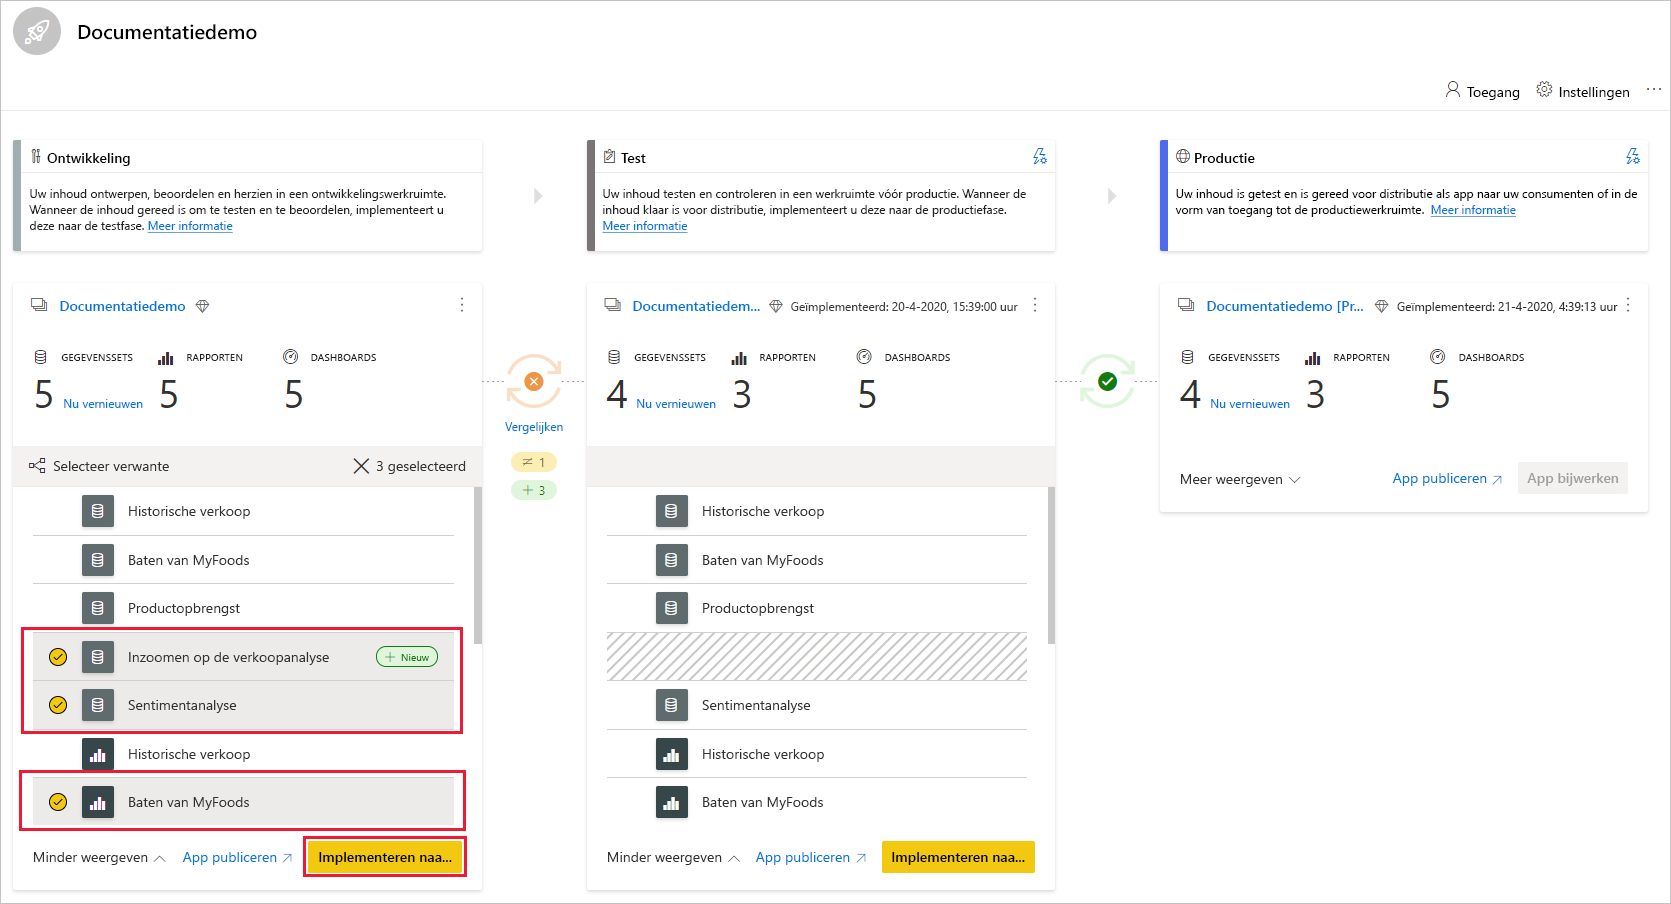 Documentatiedemo
Toegang
Instellingen
Ontwikkeling
Uw inhoud ontwerpen, beoordelen en herzien in een ontwikkelingswerkruimte.
Wanneer de inhoud gereed is om te testen en te beoordelen, implementeert u
deze naar de testfase. Meer informatie
Test
Uw inhoud testen en controleren in een werkruimte vóór productie. Wanneer de
inhoud klaar is voor distributie, implementeert u deze naar de productiefase.
Meer informatie
Productie
Uw inhoud is getest en is gereed voor distributie als app naar uw consumenten of in de
vorm van toegang tot de productiewerkruimte. Meer informatie
Documentatiedemo
GEGEVENSSETS
RAPPORTEN
DASHBOARDS
5 Nu vernieuwen 5 5
Selecteer verwante
3 geselecteerd
Historische verkoop
Baten van MyFoods
Productopbrengst
Inzoomen op de verkoopanalyse
+ Nieuw
Sentimentanalyse
Historische verkoop
Baten van MyFoods
Minder weergeven
App publiceren
Implementeren naa...
Vergelijken
≠ 1
+ 3
Documentatiedem...
Geïmplementeerd: 20-4-2020, 15:39:00 uur
GEGEVENSSETS
RAPPORTEN
DASHBOARDS
4 Nu vernieuwen 3 5
Historische verkoop
Baten van MyFoods
Productopbrengst
Sentimentanalyse
Historische verkoop
Baten van MyFoods
Minder weergeven
App publiceren
Implementeren naa...
Documentatiedemo [Pr...
Geïmplementeerd: 21-4-2020, 4:39:13 uur
GEGEVENSSETS
RAPPORTEN
DASHBOARDS
4 Nu vernieuwen 3 5
Meer weergeven
App publiceren
App bijwerken